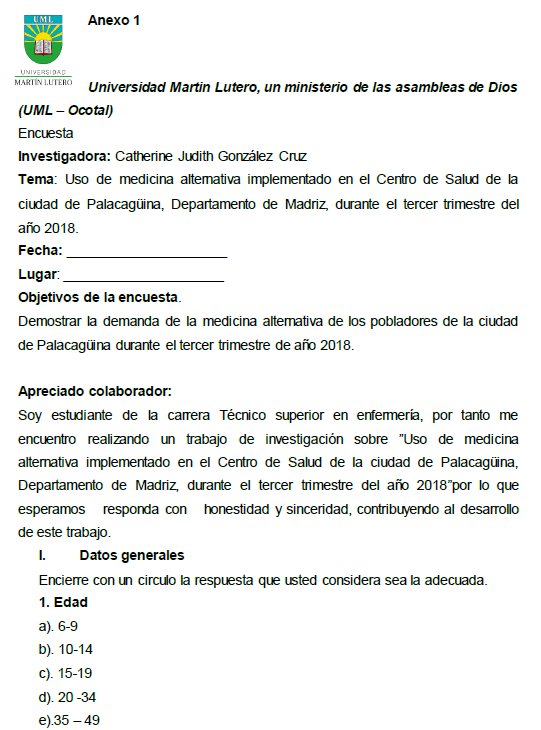 Anexo 1
UML
UNIVERSIDAD
MARTÍN LUTERO
Universidad Martin Lutero, un ministerio de las asambleas de Dios
(UML – Ocotal)
Encuesta
Investigadora: Catherine Judith González Cruz
Tema: Uso de medicina alternativa implementado en el Centro de Salud de la
ciudad de Palacagüina, Departamento de Madriz, durante el tercer trimestre del
año 2018.
Fecha: _____________________
Lugar: _____________________
Objetivos de la encuesta.
Demostrar la demanda de la medicina alternativa de los pobladores de la ciudad
de Palacagüina durante el tercer trimestre de año 2018.
Apreciado colaborador:
Soy estudiante de la carrera Técnico superior en enfermería, por tanto me
encuentro realizando un trabajo de investigación sobre ”Uso de medicina
alternativa implementado en el Centro de Salud de la ciudad de Palacagüina,
Departamento de Madriz, durante el tercer trimestre del año 2018”por lo que
esperamos responda con honestidad y sinceridad, contribuyendo al desarrollo
de este trabajo.
I. Datos generales
Encierre con un circulo la respuesta que usted considera sea la adecuada.
1. Edad
a). 6-9
b). 10-14
c). 15-19
d). 20 -34
e).35 – 49